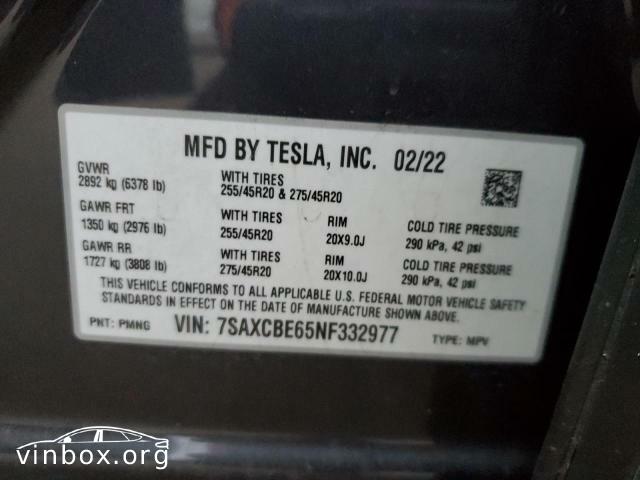 MFD BY TESLA, INC. 02/22
GVWR
2892 kg (6378 lb)
WITH TIRES
255/45R20 & 275/45R20
GAWR FRT
1350 kg (2976 lb)
WITH TIRES
255/45R20
RIM
20X9.0J
COLD TIRE PRESSURE
290 kPa, 42 psi
GAWR RR
1727 kg (3808 lb)
WITH TIRES
275/45R20
RIM
20X10.0J
COLD TIRE PRESSURE
290 kPa, 42 psi
THIS VEHICLE CONFORMS TO ALL APPLICABLE U.S. FEDERAL MOTOR VEHICLE SAFETY
STANDARDS IN EFFECT ON THE DATE OF MANUFACTURE SHOWN ABOVE.
PNT: PMNG VIN: 7SAXCBE65NF332977 TYPE: MPV
vinbox.org